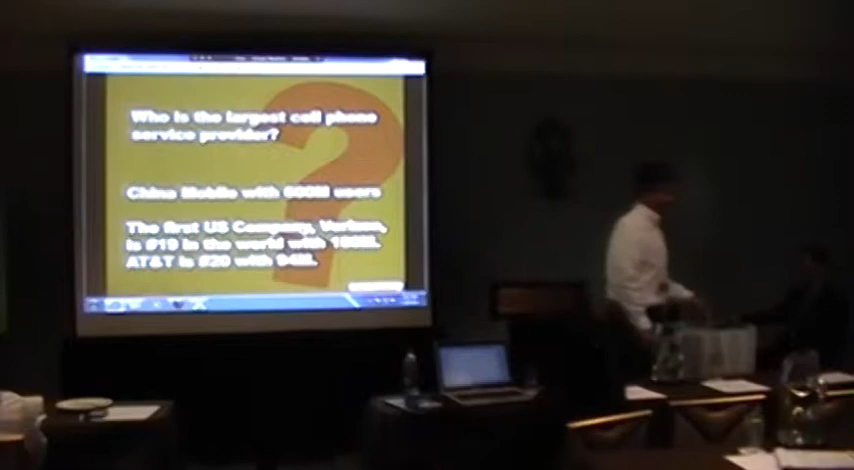 Who is the largest cell phone
service provider?
China Mobile with 600M users
The first US Company, Verizon,
is #19 in the world with 106M.
AT&T is #20 with 94M.